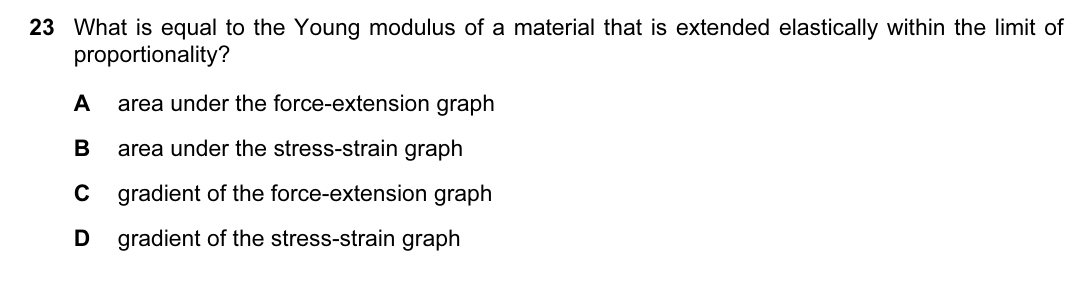 23 What is equal to the Young modulus of a material that is extended elastically within the limit of
proportionality?
A area under the force-extension graph
B area under the stress-strain graph
C gradient of the force-extension graph
D gradient of the stress-strain graph